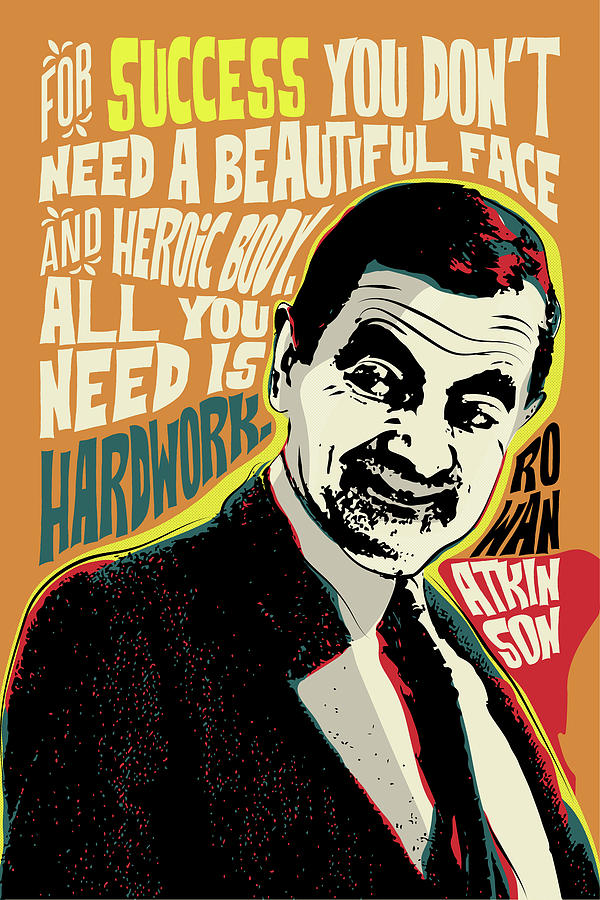 FOR SUCCESS YOU DON'T
NEED A BEAUTIFUL FACE
AND HEROIC BODY.
ALL YOU
NEED IS
HARDWORK.
RO
WAN
ATKIN
SON